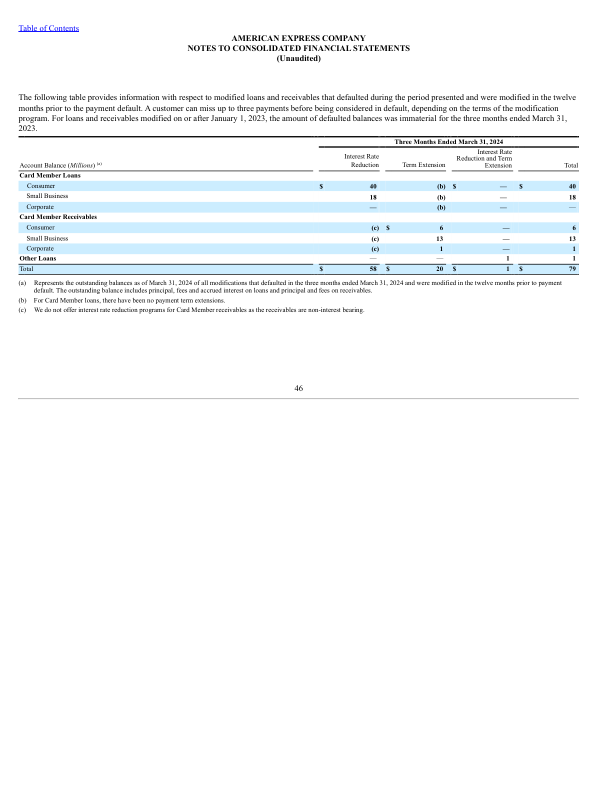 Table of Contents
AMERICAN EXPRESS COMPANY
NOTES TO CONSOLIDATED FINANCIAL STATEMENTS
(Unaudited)
The following table provides information with respect to modified loans and receivables that defaulted during the period presented and were modified in the twelve
months prior to the payment default. A customer can miss up to three payments before being considered in default, depending on the terms of the modification
program. For loans and receivables modified on or after January 1, 2023, the amount of defaulted balances was immaterial for the three months ended March 31,
2023.
Three Months Ended March 31, 2024
Account Balance (Millions) (a) Interest Rate Reduction Term Extension Interest Rate Reduction and Term Extension Total
Card Member Loans
Consumer $ 40 (b) $ — $ 40
Small Business 18 (b) — 18
Corporate — (b) — —
Card Member Receivables
Consumer (c) $ 6 — 6
Small Business (c) 13 — 13
Corporate (c) 1 — 1
Other Loans — — 1 1
Total $ 58 $ 20 $ 1 $ 79
(a) Represents the outstanding balances as of March 31, 2024 of all modifications that defaulted in the three months ended March 31, 2024 and were modified in the twelve months prior to payment
default. The outstanding balance includes principal, fees and accrued interest on loans and principal and fees on receivables.
(b) For Card Member loans, there have been no payment term extensions.
(c) We do not offer interest rate reduction programs for Card Member receivables as the receivables are non-interest bearing.
46